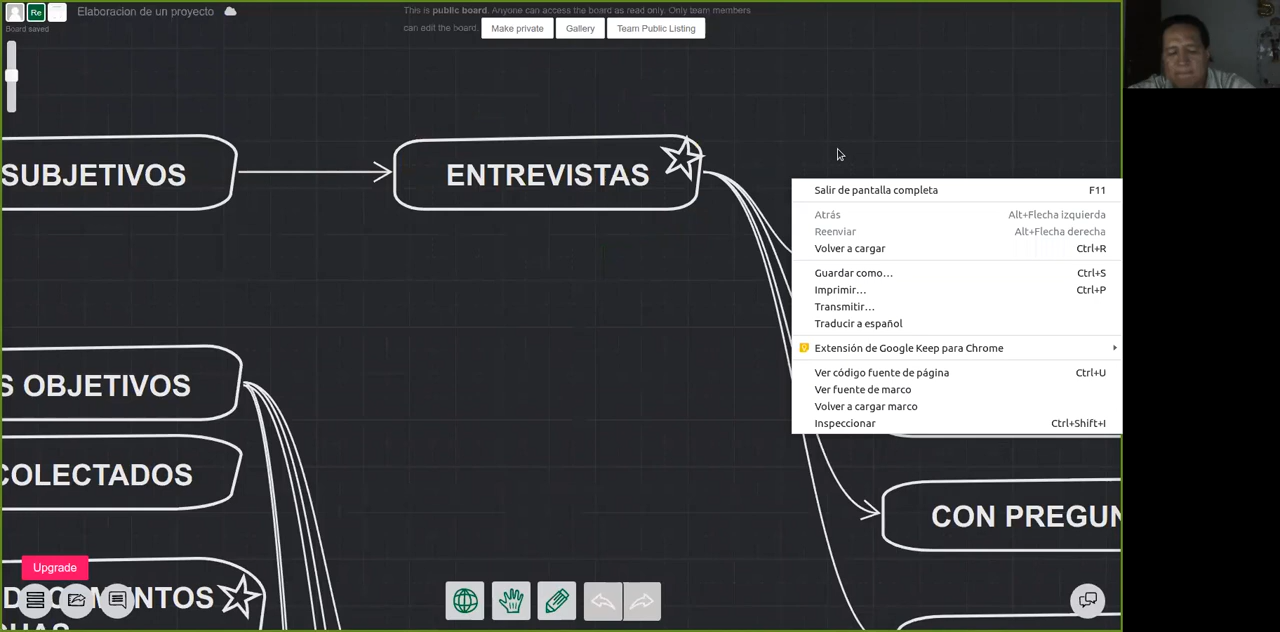 Re
Elaboracion de un proyecto
Board saved
This is public board. Anyone can access the board as read only. Only team members
can edit the board.
Make private
Gallery
Team Public Listing
SUBJETIVOS
ENTREVISTAS
Salir de pantalla completa F11
Atrás Alt+Flecha izquierda
Reenviar Alt+Flecha derecha
Volver a cargar Ctrl+R
Guardar como… Ctrl+S
Imprimir… Ctrl+P
Transmitir…
Traducir a español
Extensión de Google Keep para Chrome
Ver código fuente de página Ctrl+U
Ver fuente de marco
Volver a cargar marco
Inspeccionar Ctrl+Shift+I
S OBJETIVOS
COLECTADOS
CON PREGUN
Upgrade